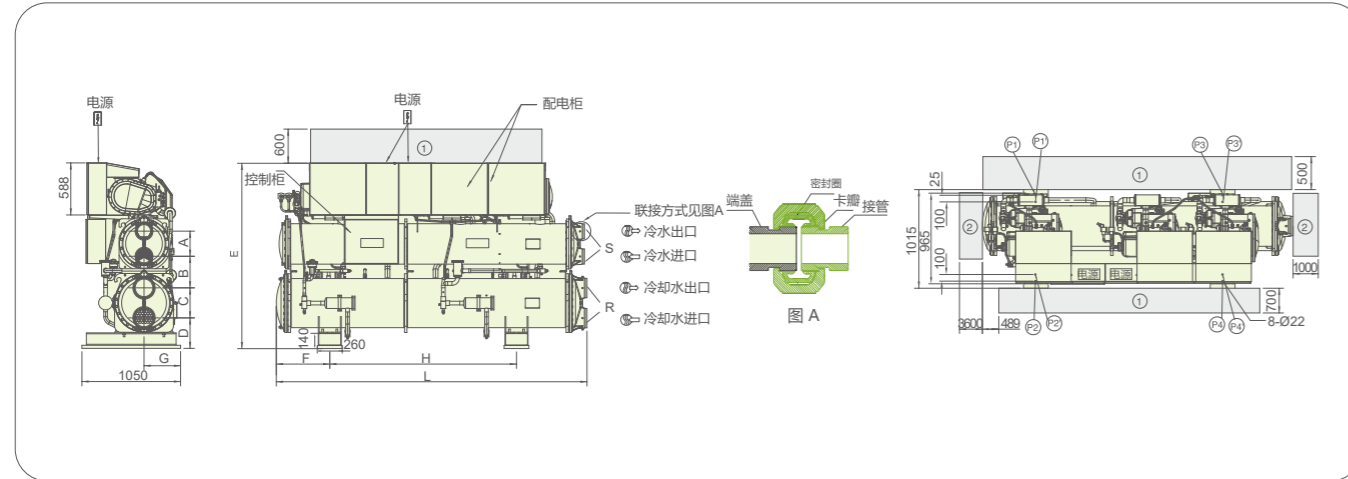 电源
588
A
B
C
D
G
1050
电源
配电柜
600
①
控制柜
E
联接方式见图A
S
冷水出口
冷水进口
冷却水出口
R
冷却水进口
140
260
F
H
L
密封圈
端盖
卡瓣
接管
图 A
P1
P1'
P3
P3'
①
500
25
100
1015
965
100
②
②
电源
电源
1000
①
700
3600
489
P2
P2'
P4
P4'
8-Ø22